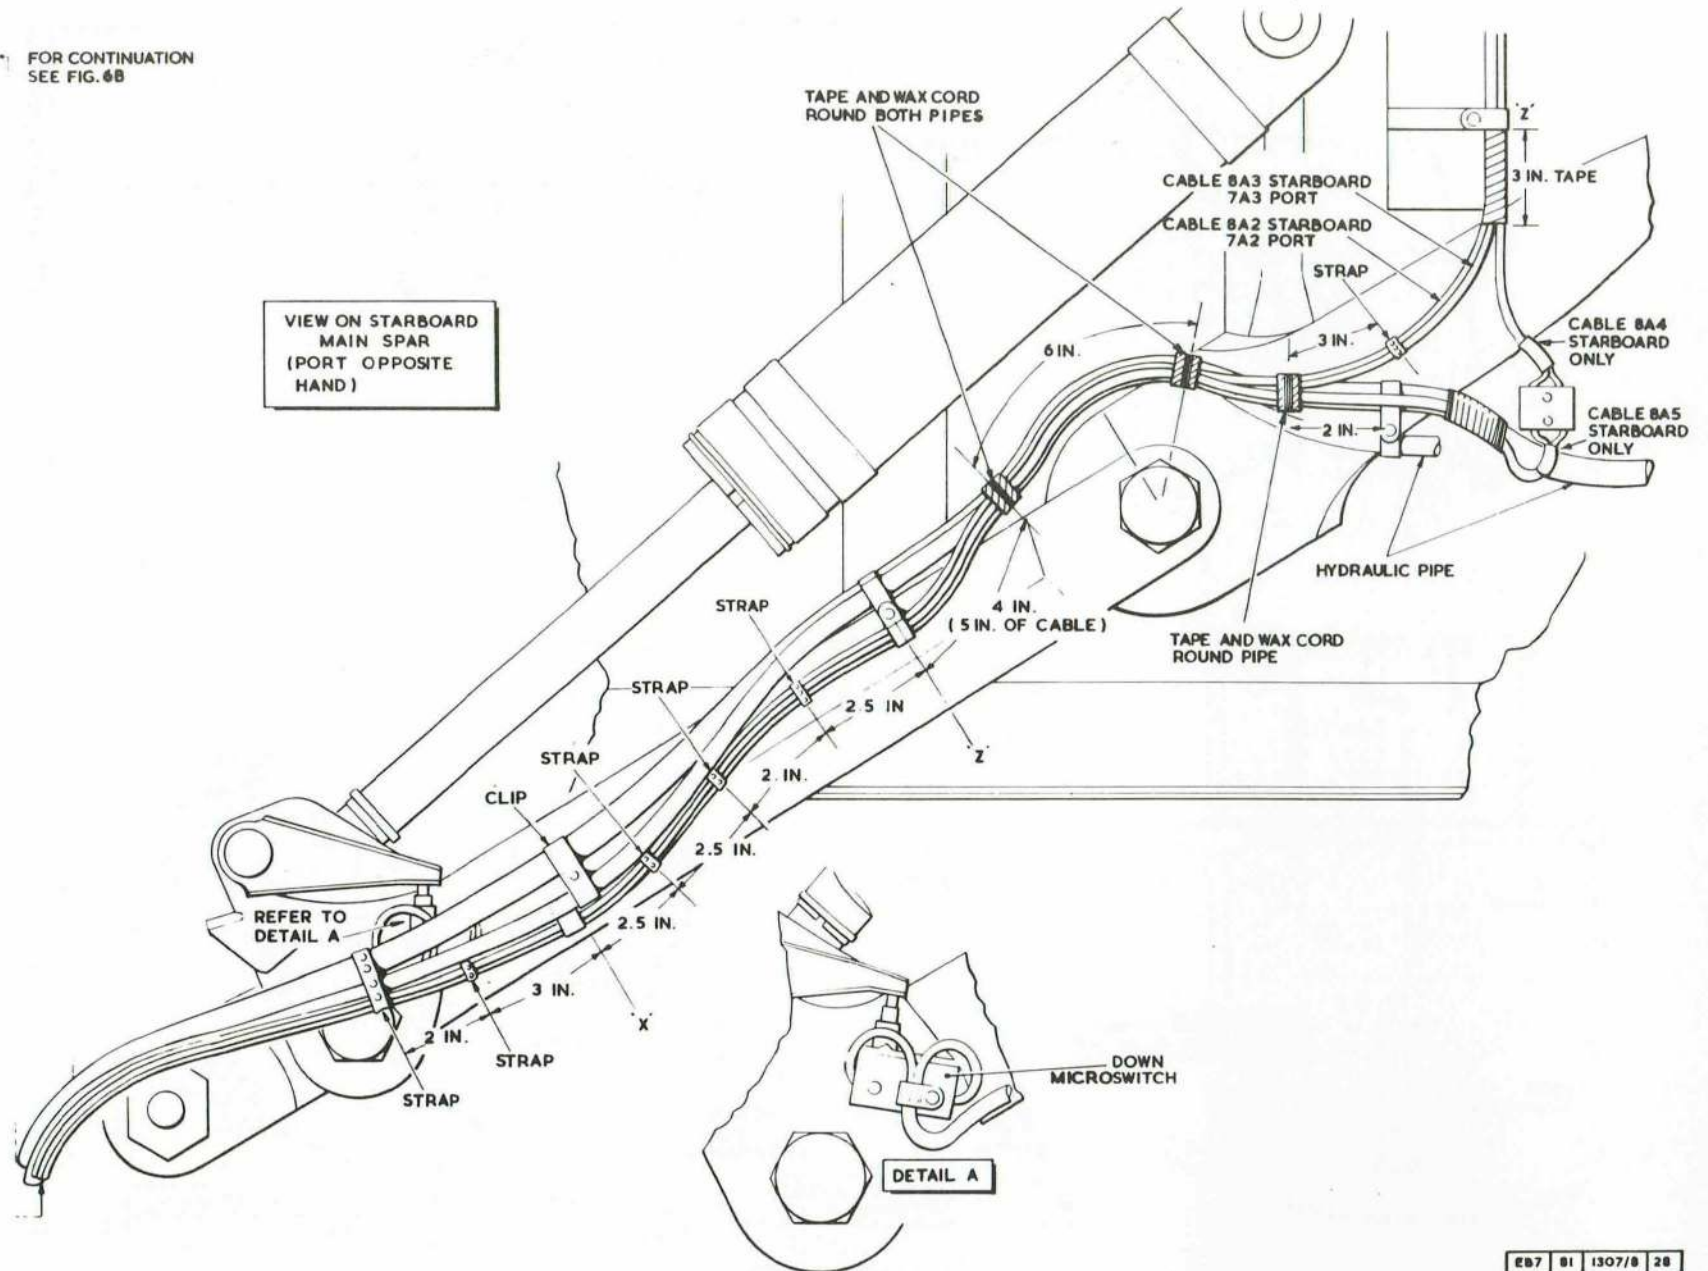 FOR CONTINUATION
SEE FIG. 6B
TAPE AND WAX CORD
ROUND BOTH PIPES
'Z'
3 IN. TAPE
CABLE 8A3 STARBOARD
7A3 PORT
CABLE 8A2 STARBOARD
7A2 PORT
STRAP
VIEW ON STARBOARD
MAIN SPAR
(PORT OPPOSITE
HAND)
6 IN.
3 IN.
CABLE 8A4
STARBOARD
ONLY
2 IN.
CABLE 8A5
STARBOARD
ONLY
HYDRAULIC PIPE
STRAP
4 IN.
(5 IN. OF CABLE)
TAPE AND WAX CORD
ROUND PIPE
STRAP
2.5 IN
'Z'
STRAP
2. IN.
CLIP
2.5 IN.
2.5 IN.
REFER TO
DETAIL A
3 IN.
'X'
2 IN.
STRAP
STRAP
DOWN
MICROSWITCH
DETAIL A
EB7 81 1307/8 28